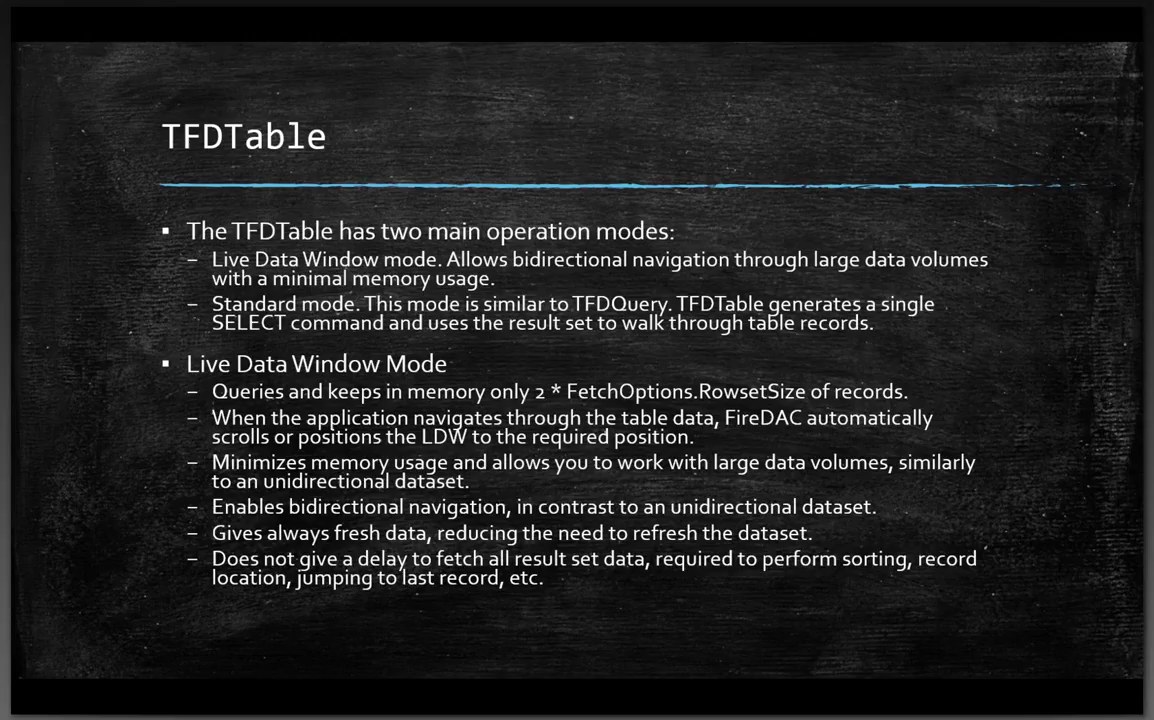 TFDTable
▪ The TFDTable has two main operation modes:
– Live Data Window mode. Allows bidirectional navigation through large data volumes
with a minimal memory usage.
– Standard mode. This mode is similar to TFDQuery. TFDTable generates a single
SELECT command and uses the result set to walk through table records.
▪ Live Data Window Mode
– Queries and keeps in memory only 2 * FetchOptions.RowsetSize of records.
– When the application navigates through the table data, FireDAC automatically
scrolls or positions the LDW to the required position.
– Minimizes memory usage and allows you to work with large data volumes, similarly
to an unidirectional dataset.
– Enables bidirectional navigation, in contrast to an unidirectional dataset.
– Gives always fresh data, reducing the need to refresh the dataset.
– Does not give a delay to fetch all result set data, required to perform sorting, record
location, jumping to last record, etc.